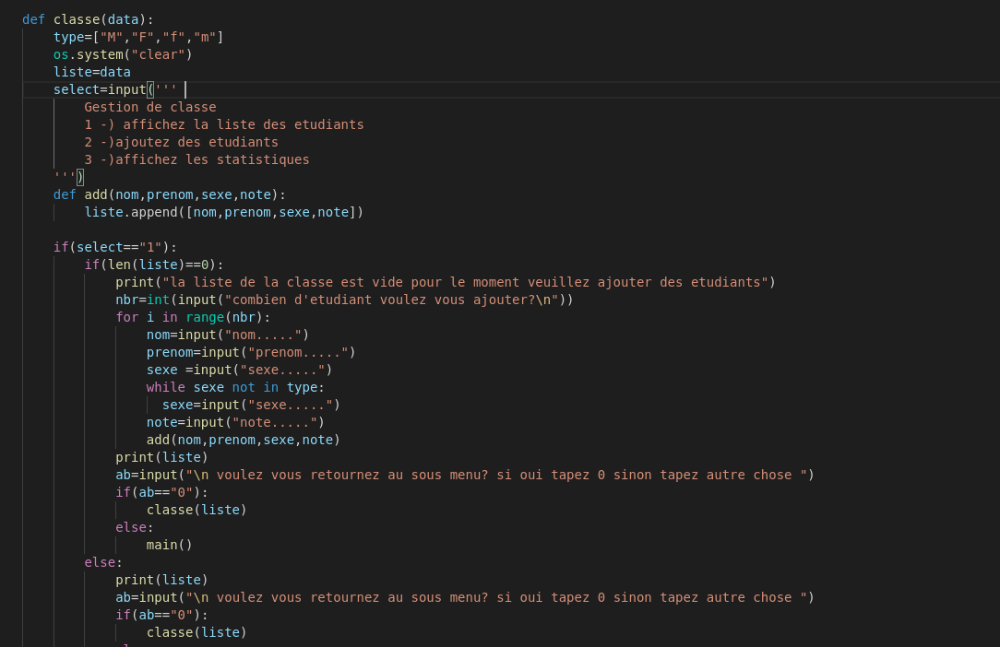 def classe(data):
    type=["M","F","f","m"]
    os.system("clear")
    liste=data
    select=input(''' 
        Gestion de classe
        1 -) affichez la liste des etudiants
        2 -)ajoutez des etudiants
        3 -)affichez les statistiques
    ''')
    def add(nom,prenom,sexe,note):
        liste.append([nom,prenom,sexe,note])

    if(select=="1"):
        if(len(liste)==0):
            print("la liste de la classe est vide pour le moment veuillez ajouter des etudiants")
            nbr=int(input("combien d'etudiant voulez vous ajouter?\n"))
            for i in range(nbr):
                nom=input("nom.....")
                prenom=input("prenom.....")
                sexe =input("sexe.....")
                while sexe not in type:
                  sexe=input("sexe.....")
                note=input("note.....")
                add(nom,prenom,sexe,note)
            print(liste)
            ab=input("\n voulez vous retournez au sous menu? si oui tapez 0 sinon tapez autre chose ")
            if(ab=="0"):
                classe(liste)
            else:
                main()
        else:
            print(liste)
            ab=input("\n voulez vous retournez au sous menu? si oui tapez 0 sinon tapez autre chose ")
            if(ab=="0"):
                classe(liste)